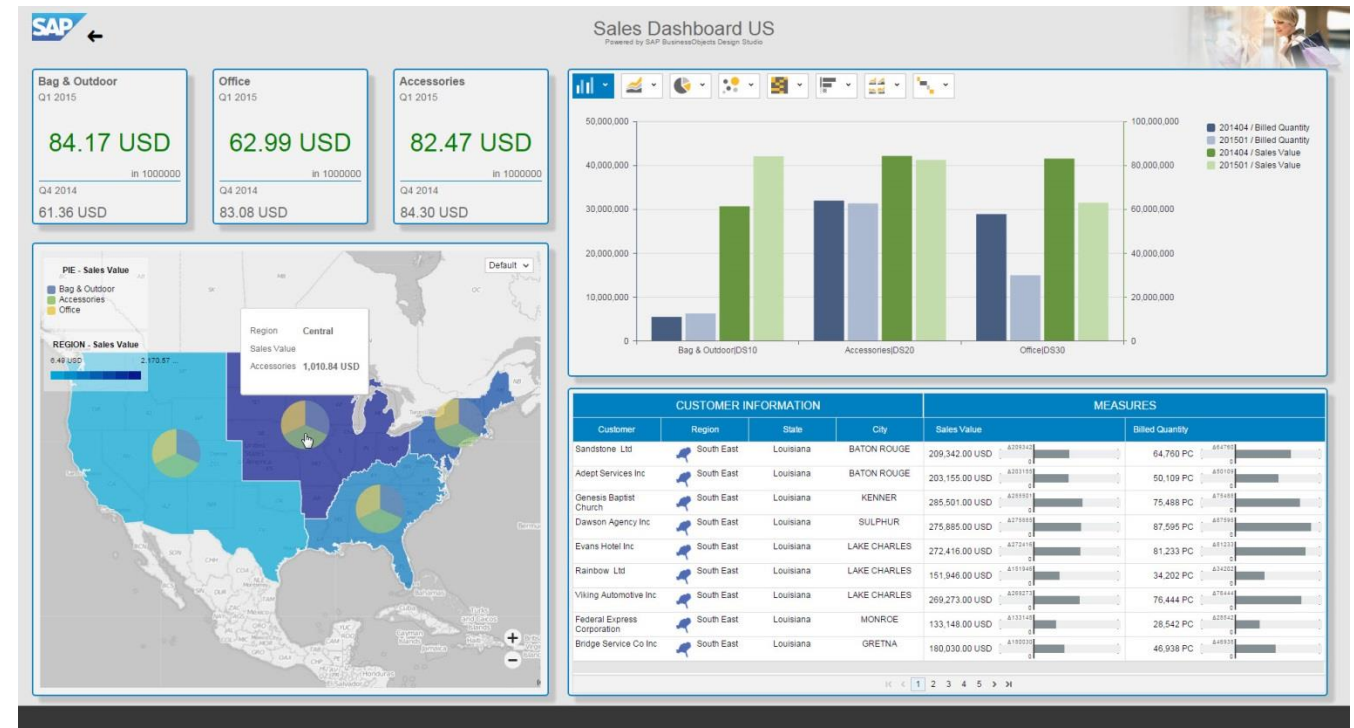 SAP
Sales Dashboard US
Powered by SAP BusinessObjects Design Studio
Bag & Outdoor
Q1 2015
84.17 USD
in 1000000
Q4 2014
61.36 USD
Office
Q1 2015
62.99 USD
in 1000000
Q4 2014
83.08 USD
Accessories
Q1 2015
82.47 USD
in 1000000
Q4 2014
84.30 USD
PIE - Sales Value
Bag & Outdoor
Accessories
Office
REGION - Sales Value
6.49 USD 2,170.57 ...
Default
Region Central
Sales Value
Accessories 1,010.84 USD
50,000,000
40,000,000
30,000,000
20,000,000
10,000,000
0
100,000,000
80,000,000
60,000,000
40,000,000
20,000,000
0
Bag & Outdoor|DS10
Accessories|DS20
Office|DS30
201404 / Billed Quantity
201501 / Billed Quantity
201404 / Sales Value
201501 / Sales Value
CUSTOMER INFORMATION MEASURES
Customer Region State City Sales Value Billed Quantity
Sandstone Ltd South East Louisiana BATON ROUGE 209,342.00 USD 64,760 PC
Adept Services Inc South East Louisiana BATON ROUGE 203,155.00 USD 50,109 PC
Genesis Baptist
Church South East Louisiana KENNER 285,501.00 USD 75,488 PC
Dawson Agency Inc South East Louisiana SULPHUR 275,885.00 USD 87,595 PC
Evans Hotel Inc South East Louisiana LAKE CHARLES 272,416.00 USD 81,233 PC
Rainbow Ltd South East Louisiana LAKE CHARLES 151,946.00 USD 34,202 PC
Viking Automotive Inc South East Louisiana LAKE CHARLES 269,273.00 USD 76,444 PC
Federal Express
Corporation South East Louisiana MONROE 133,148.00 USD 28,542 PC
Bridge Service Co Inc South East Louisiana GRETNA 180,030.00 USD 46,938 PC
1 2 3 4 5